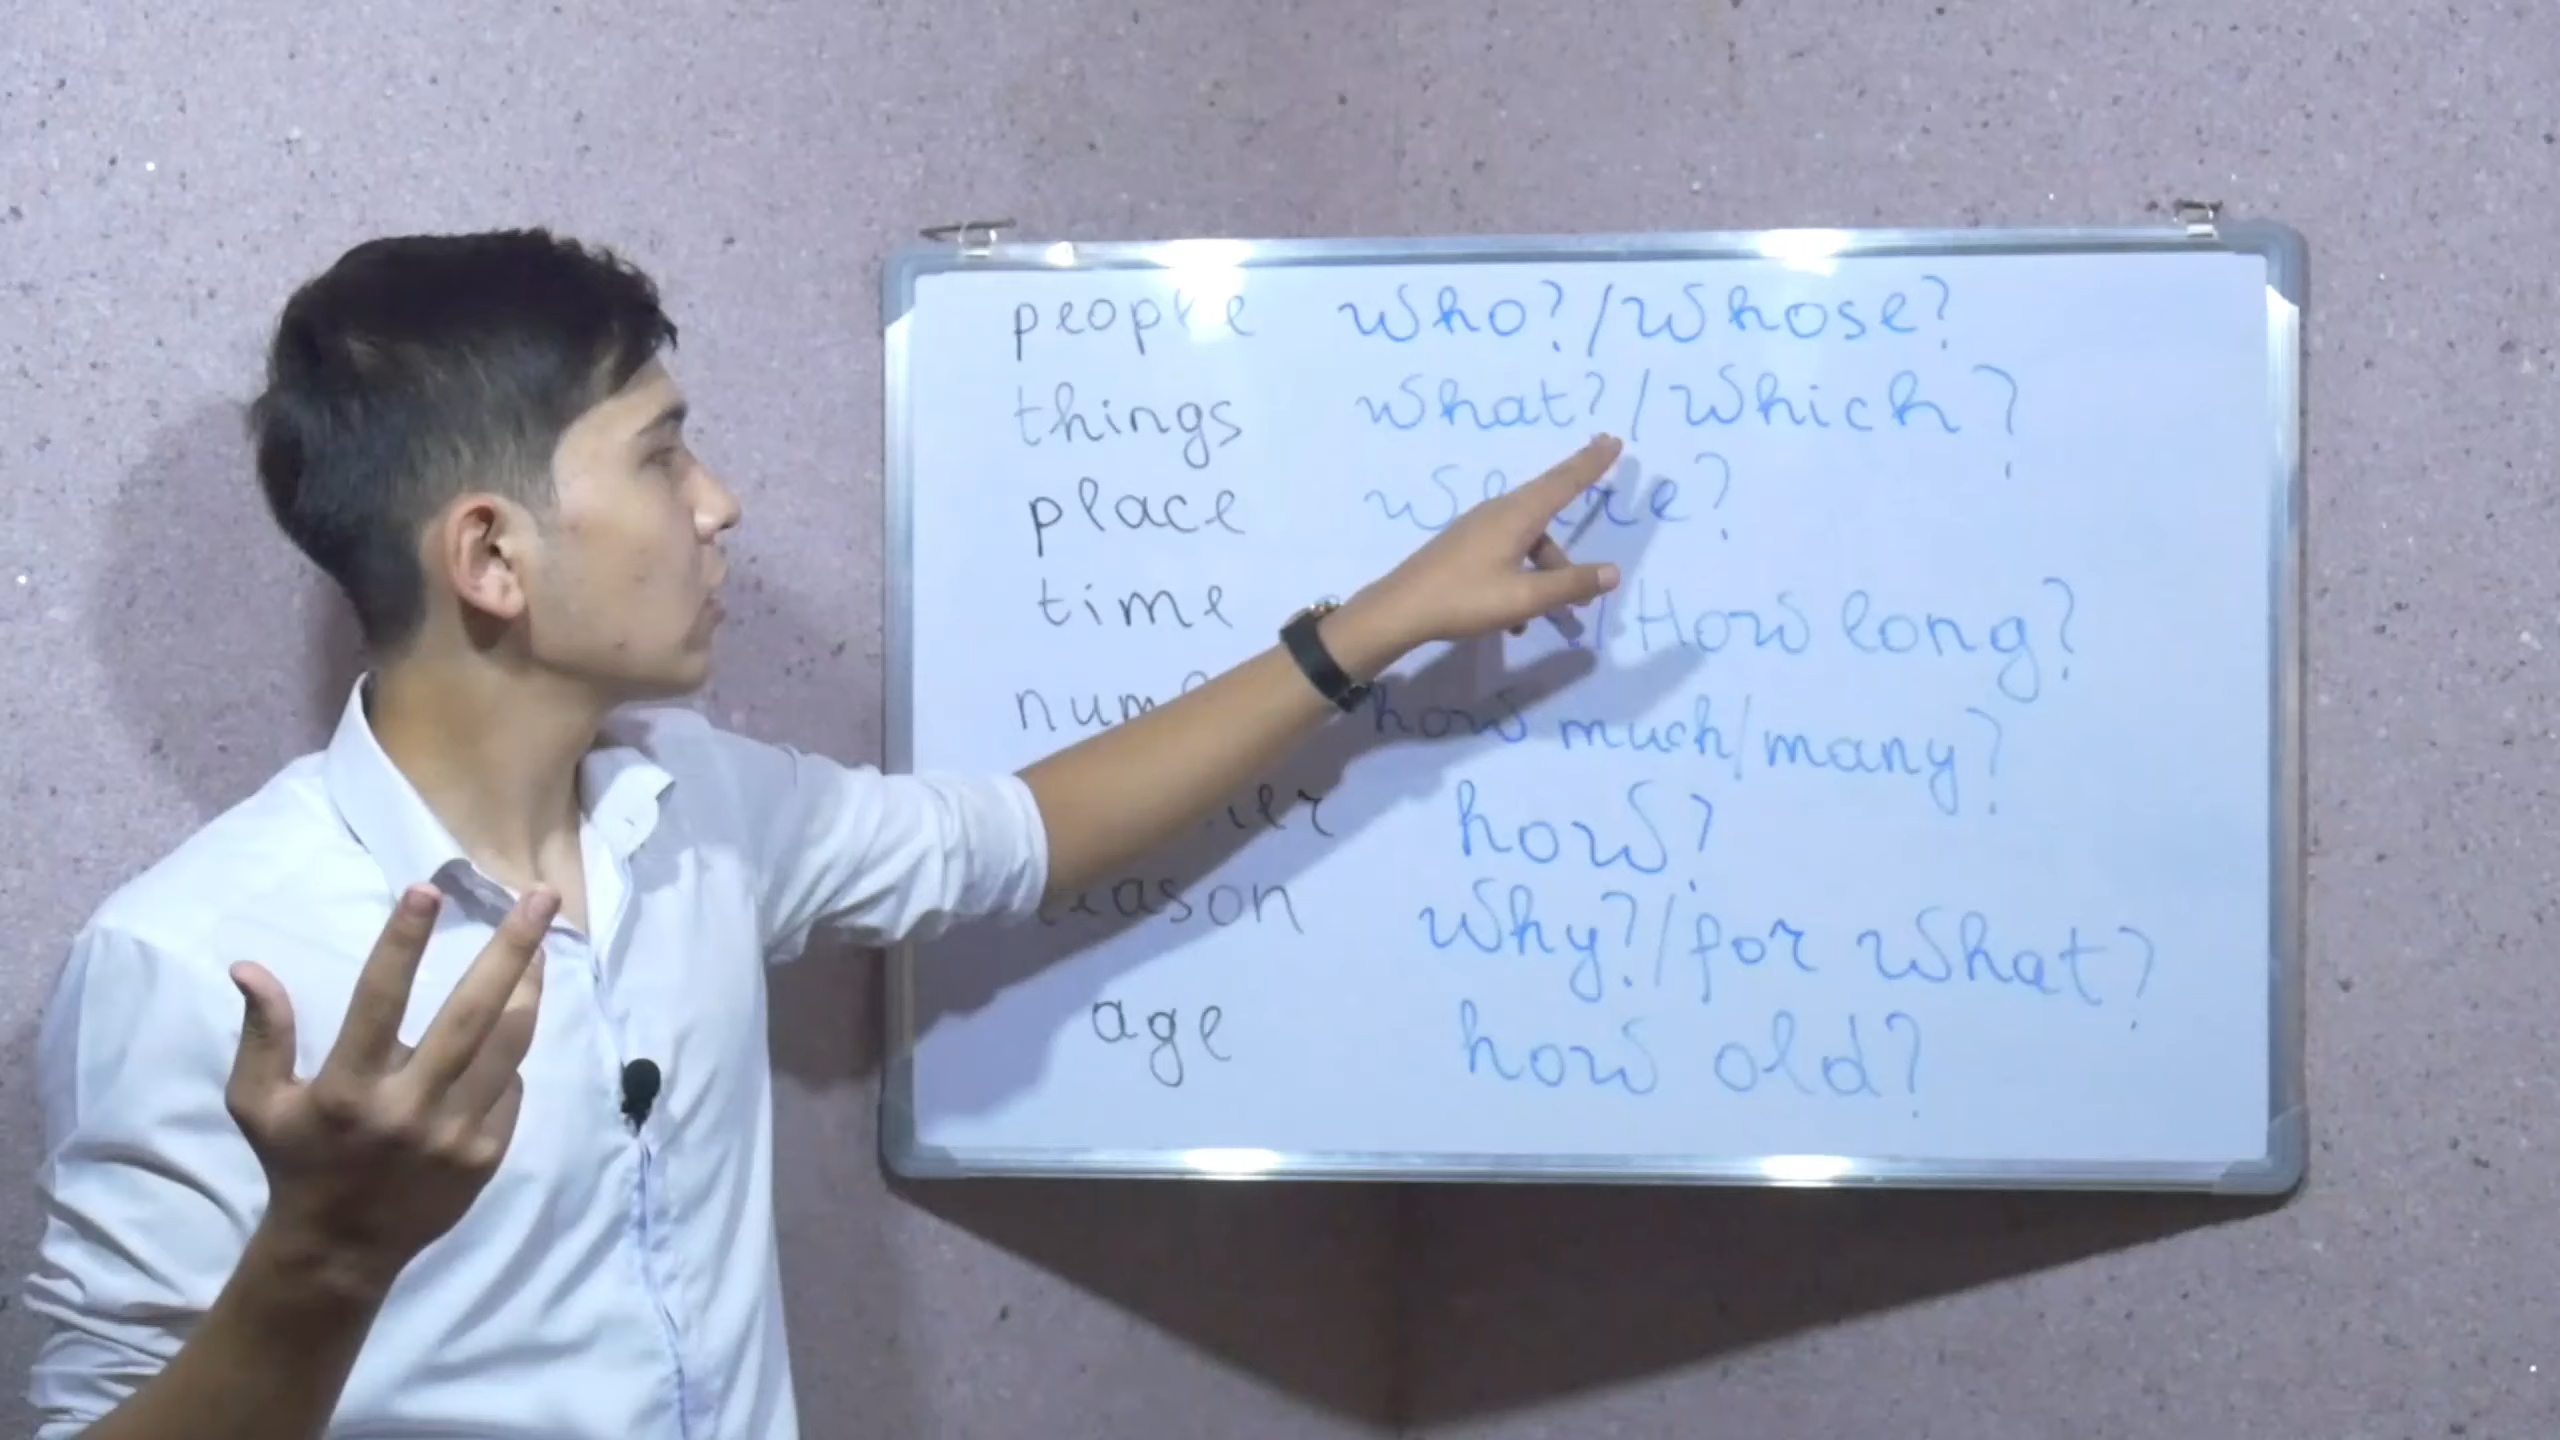 people who?/Whose?
things what?/Which?
place where?
time /How long?
how much/many?
how?
reason why?/for what?
age how old?